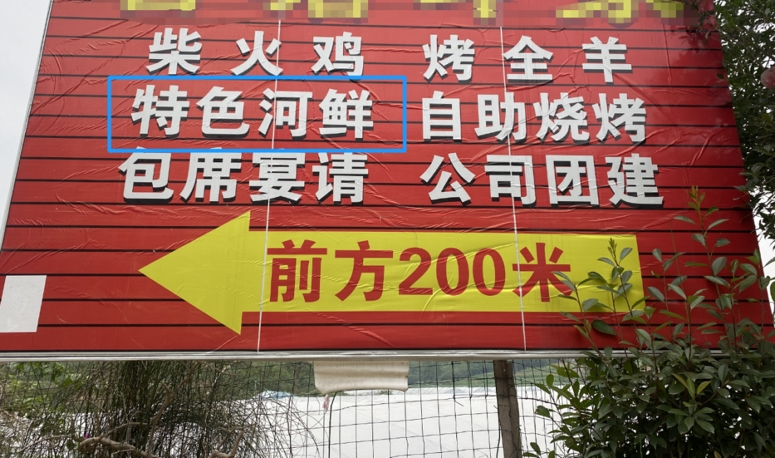 柴火鸡 烤全羊
特色河鲜 自助烧烤
包席宴请 公司团建
前方200米